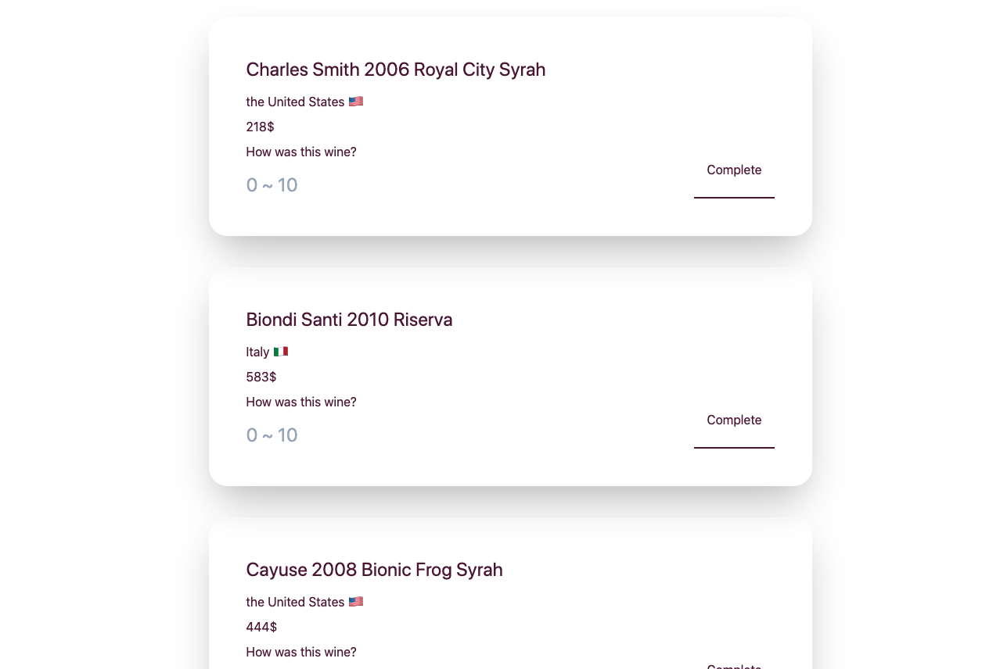 Charles Smith 2006 Royal City Syrah
the United States 🇺🇸
218$
How was this wine?
0 ~ 10
Complete
Biondi Santi 2010 Riserva
Italy 🇮🇹
583$
How was this wine?
0 ~ 10
Complete
Cayuse 2008 Bionic Frog Syrah
the United States 🇺🇸
444$
How was this wine?
Complete